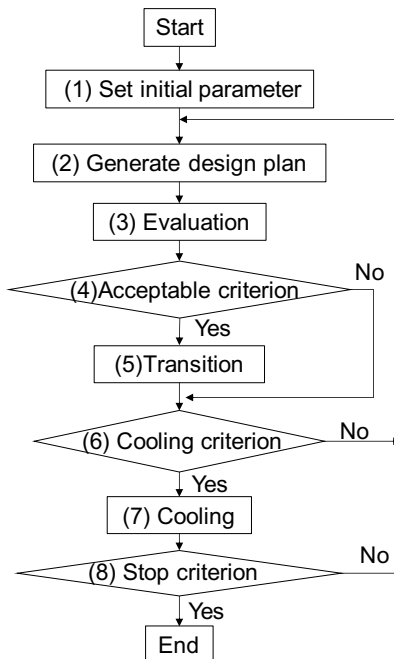 Start
(1) Set initial parameter
(2) Generate design plan
(3) Evaluation
No
(4)Acceptable criterion
Yes
(5)Transition
(6) Cooling criterion
No
Yes
(7) Cooling
(8) Stop criterion
No
Yes
End